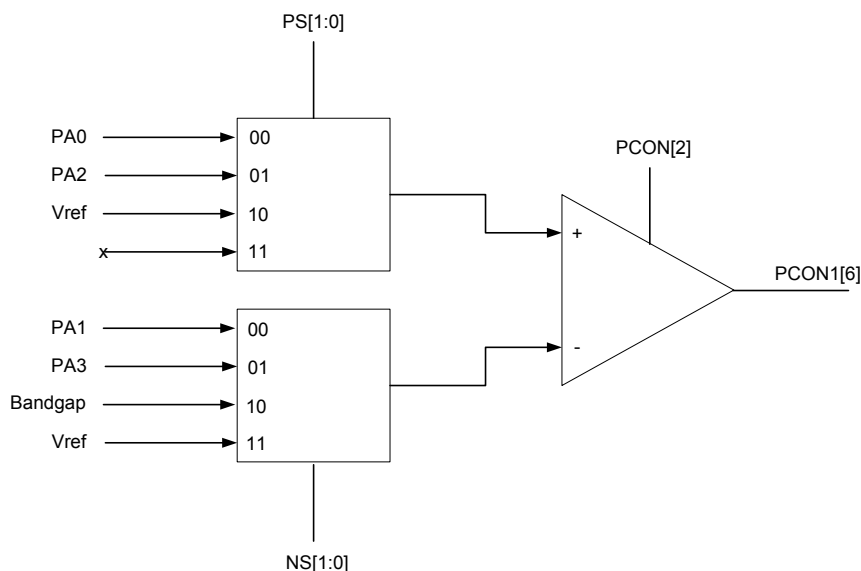 PS[1:0]
PA0
00
PA2
01
Vref
10
x
11
PCON[2]
+
-
PCON1[6]
PA1
00
PA3
01
Bandgap
10
Vref
11
NS[1:0]